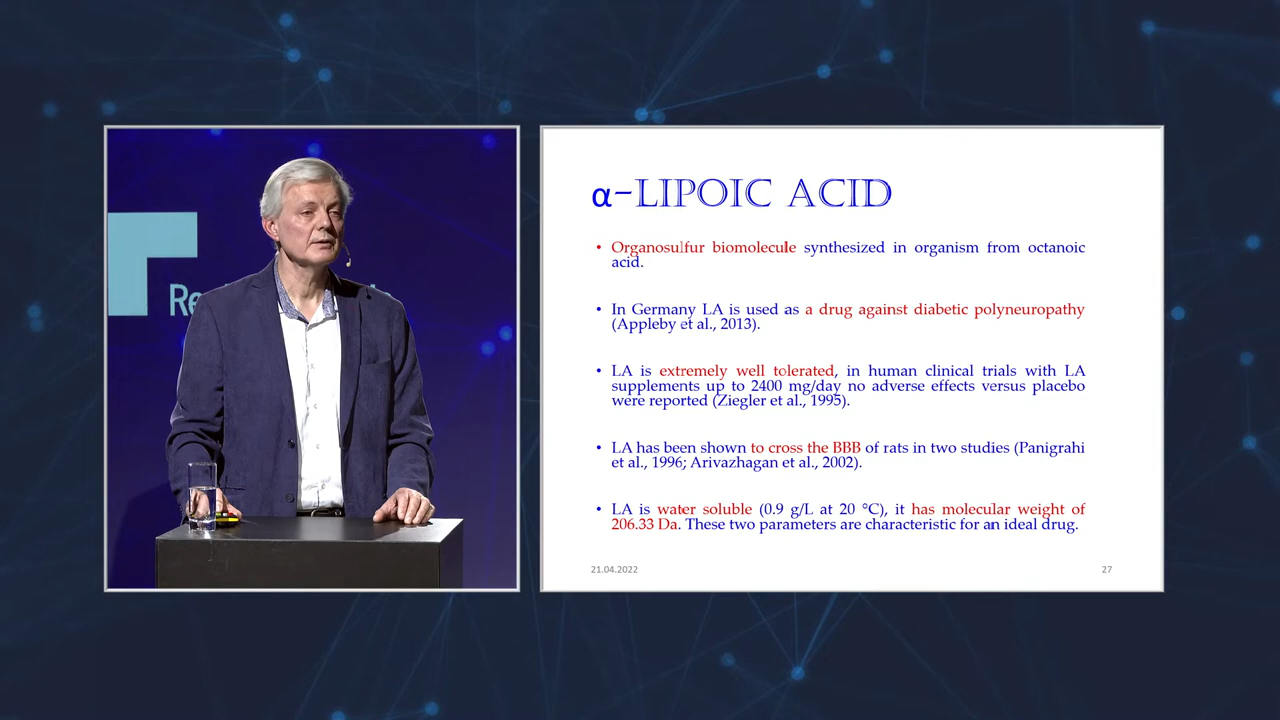 Re
α-LIPOIC ACID
• Organosulfur biomolecule synthesized in organism from octanoic
acid.
• In Germany LA is used as a drug against diabetic polyneuropathy
(Appleby et al., 2013).
• LA is extremely well tolerated, in human clinical trials with LA
supplements up to 2400 mg/day no adverse effects versus placebo
were reported (Ziegler et al., 1995).
• LA has been shown to cross the BBB of rats in two studies (Panigrahi
et al., 1996; Arivazhagan et al., 2002).
• LA is water soluble (0.9 g/L at 20 °C), it has molecular weight of
206.33 Da. These two parameters are characteristic for an ideal drug.
21.04.2022
27